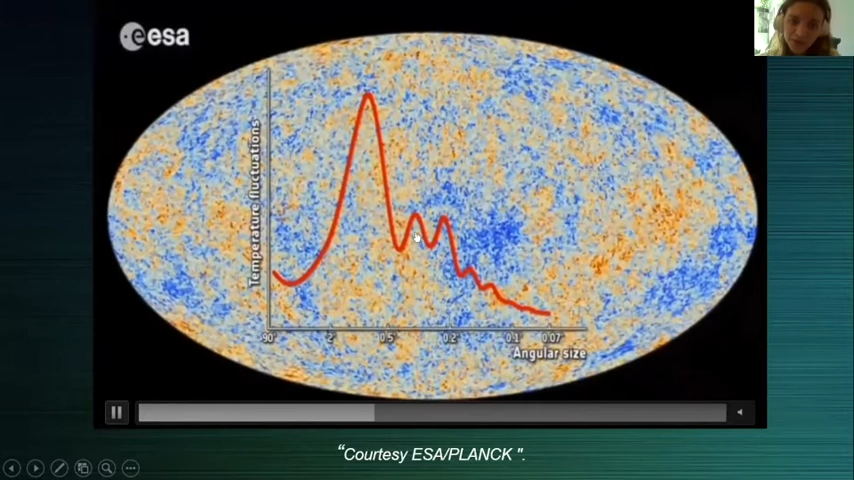 esa
Temperature fluctuations
90° 2 0.5 0.2 0.1 0.07
Angular size
“Courtesy ESA/PLANCK ".